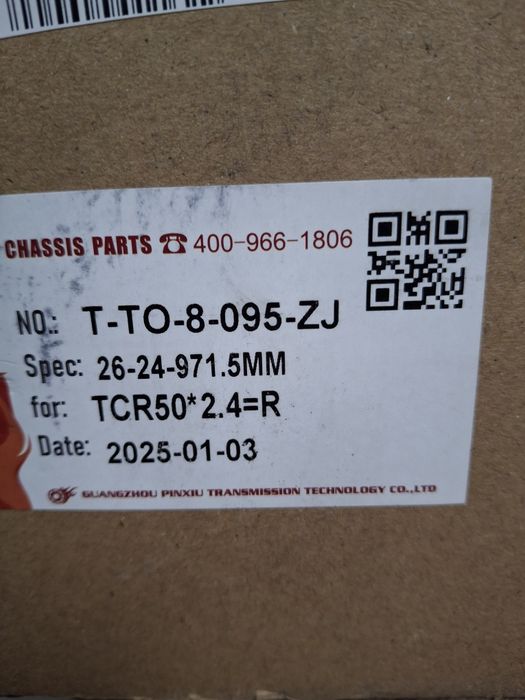 CHASSIS PARTS ☎ 400-966-1806
NO.: T-TO-8-095-ZJ
Spec: 26-24-971.5MM
for: TCR50*2.4=R
Date: 2025-01-03
GUANGZHOU PINXIU TRANSMISSION TECHNOLOGY CO.,LTD